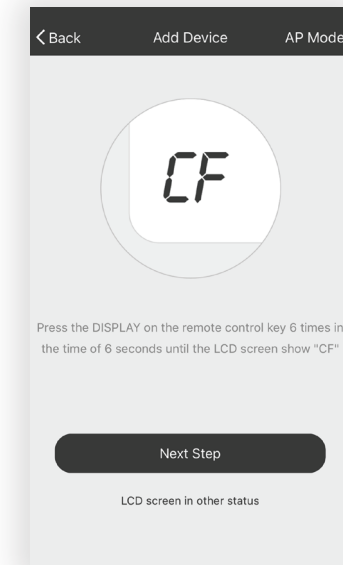 Back Add Device AP Mode
CF
Press the DISPLAY on the remote control key 6 times in
the time of 6 seconds until the LCD screen show "CF"
Next Step
LCD screen in other status